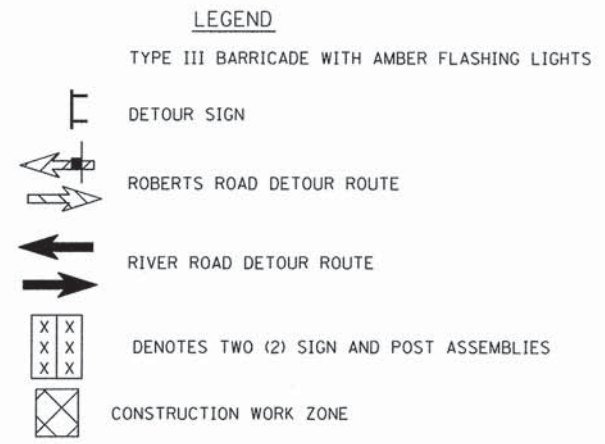 LEGEND
TYPE III BARRICADE WITH AMBER FLASHING LIGHTS
DETOUR SIGN
ROBERTS ROAD DETOUR ROUTE
RIVER ROAD DETOUR ROUTE
X X
X X
X X
DENOTES TWO (2) SIGN AND POST ASSEMBLIES
CONSTRUCTION WORK ZONE